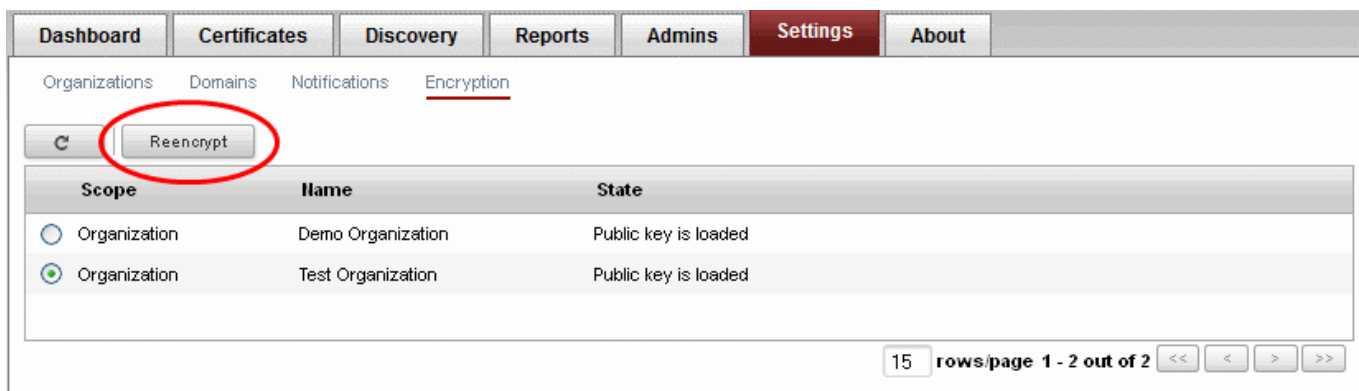 Dashboard Certificates Discovery Reports Admins Settings About
Organizations Domains Notifications Encryption
Reencrypt
Scope Name State
Organization Demo Organization Public key is loaded
Organization Test Organization Public key is loaded
15 rows/page 1 - 2 out of 2 << < > >>